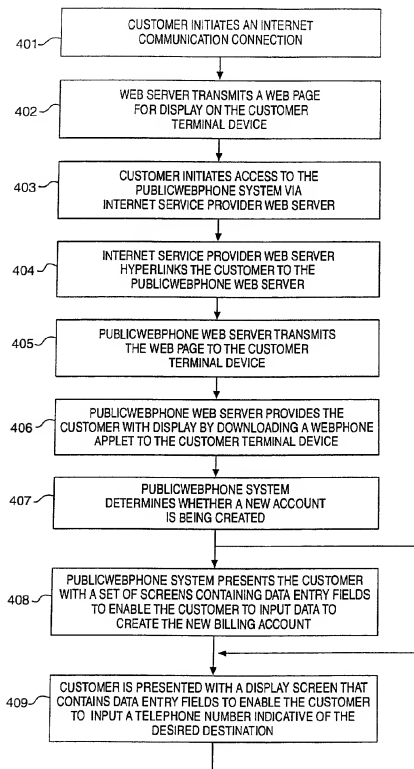 401
CUSTOMER INITIATES AN INTERNET
COMMUNICATION CONNECTION
402
WEB SERVER TRANSMITS A WEB PAGE
FOR DISPLAY ON THE CUSTOMER
TERMINAL DEVICE
403
CUSTOMER INITIATES ACCESS TO THE
PUBLICWEBPHONE SYSTEM VIA
INTERNET SERVICE PROVIDER WEB SERVER
404
INTERNET SERVICE PROVIDER WEB SERVER
HYPERLINKS THE CUSTOMER TO THE
PUBLICWEBPHONE WEB SERVER
405
PUBLICWEBPHONE WEB SERVER TRANSMITS
THE WEB PAGE TO THE CUSTOMER
TERMINAL DEVICE
406
PUBLICWEBPHONE WEB SERVER PROVIDES THE
CUSTOMER WITH DISPLAY BY DOWNLOADING A WEBPHONE
APPLET TO THE CUSTOMER TERMINAL DEVICE
407
PUBLICWEBPHONE SYSTEM
DETERMINES WHETHER A NEW ACCOUNT
IS BEING CREATED
408
PUBLICWEBPHONE SYSTEM PRESENTS THE CUSTOMER
WITH A SET OF SCREENS CONTAINING DATA ENTRY FIELDS
TO ENABLE THE CUSTOMER TO INPUT DATA TO
CREATE THE NEW BILLING ACCOUNT
409
CUSTOMER IS PRESENTED WITH A DISPLAY SCREEN THAT
CONTAINS DATA ENTRY FIELDS TO ENABLE THE CUSTOMER
TO INPUT A TELEPHONE NUMBER INDICATIVE OF THE
DESIRED DESTINATION